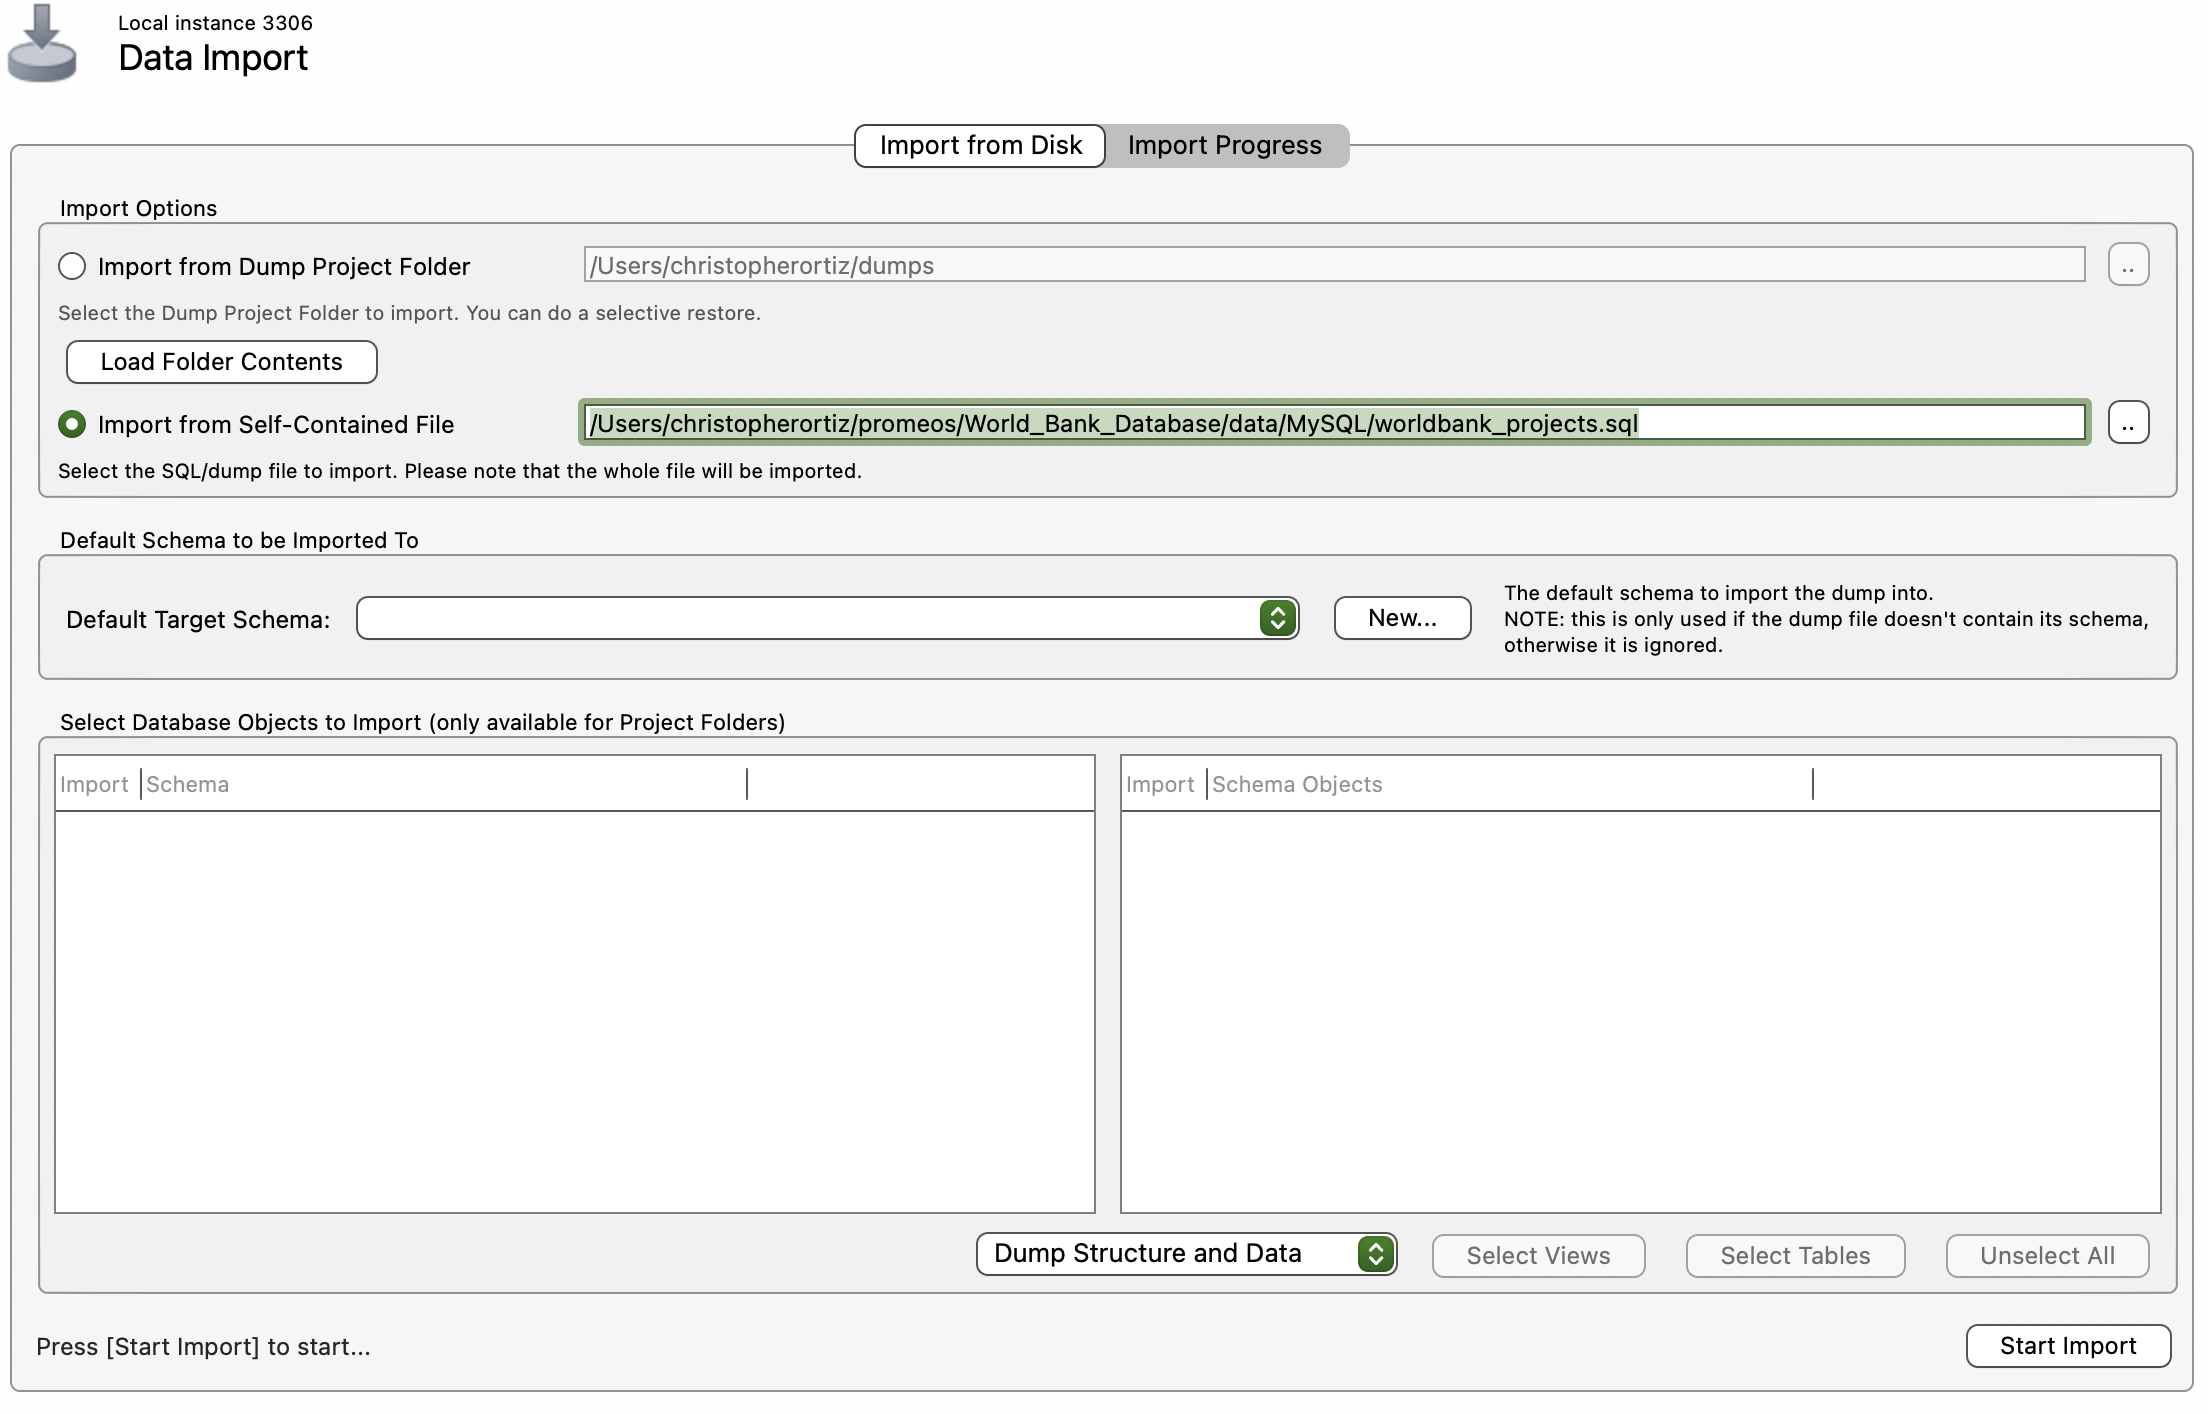 Local instance 3306
Data Import
Import from Disk
Import Progress
Import Options
Import from Dump Project Folder
/Users/christopherortiz/dumps
..
Select the Dump Project Folder to import. You can do a selective restore.
Load Folder Contents
Import from Self-Contained File
/Users/christopherortiz/promeos/World_Bank_Database/data/MySQL/worldbank_projects.sql
..
Select the SQL/dump file to import. Please note that the whole file will be imported.
Default Schema to be Imported To
Default Target Schema:
New...
The default schema to import the dump into.
NOTE: this is only used if the dump file doesn't contain its schema,
otherwise it is ignored.
Select Database Objects to Import (only available for Project Folders)
Import
Schema
Import
Schema Objects
Dump Structure and Data
Select Views
Select Tables
Unselect All
Press [Start Import] to start...
Start Import